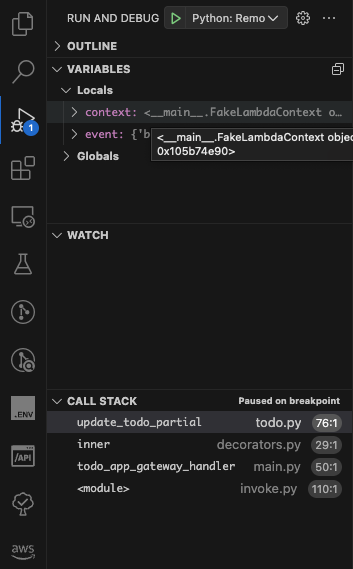 RUN AND DEBUG Python: Remo
OUTLINE
VARIABLES
Locals
context: <__main__.FakeLambdaContext o…
event: {'b
<__main__.FakeLambdaContext objec
0x105b74e90>
Globals
1
WATCH
.ENV
/API
aws
CALL STACK Paused on breakpoint
update_todo_partial todo.py 76:1
inner decorators.py 29:1
todo_app_gateway_handler main.py 50:1
<module> invoke.py 110:1